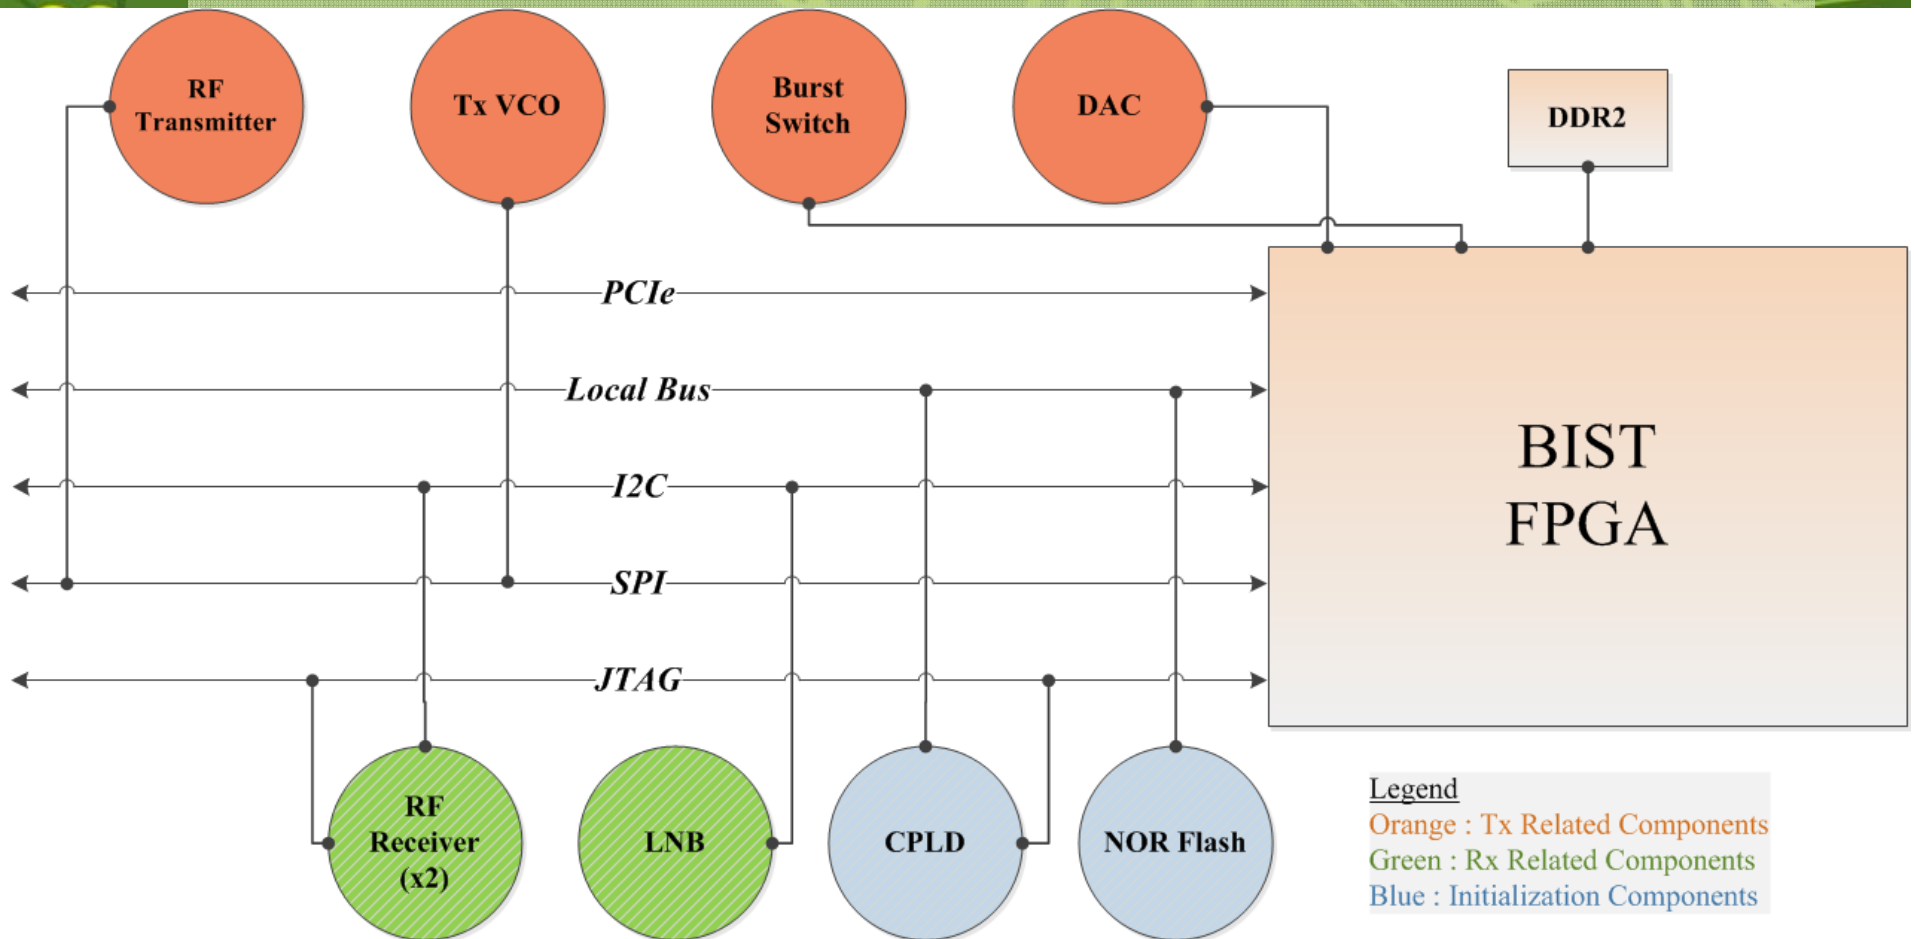 RF
Transmitter
Tx VCO
Burst
Switch
DAC
DDR2
PCIe
Local Bus
I2C
SPI
JTAG
BIST
FPGA
RF
Receiver
(x2)
LNB
CPLD
NOR Flash
Legend
Orange : Tx Related Components
Green : Rx Related Components
Blue : Initialization Components